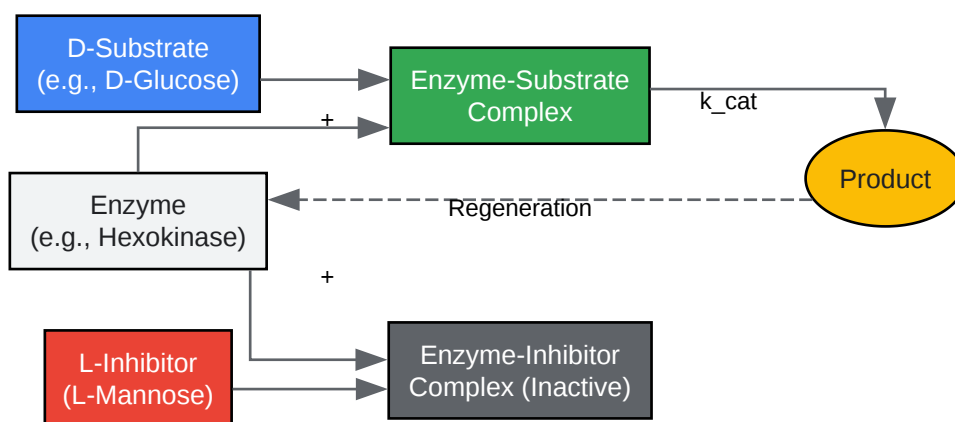 D-Substrate
(e.g., D-Glucose)
Enzyme-Substrate
Complex
k_cat
+
Enzyme
(e.g., Hexokinase)
Regeneration
Product
+
L-Inhibitor
(L-Mannose)
Enzyme-Inhibitor
Complex (Inactive)